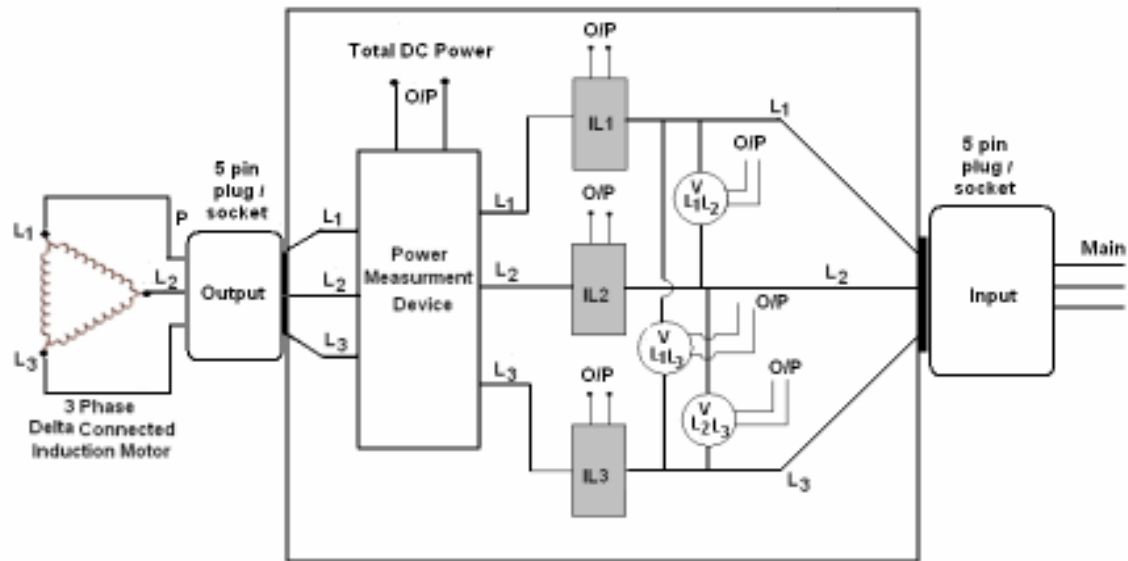 Total DC Power
O/P
O/P
IL1
L1
5 pin
plug /
socket
Output
P
L1
L2
L3
3 Phase
Delta Connected
Induction Motor
L1
L2
L3
Power
Measurment
Device
L1
L2
L3
O/P
IL2
O/P
IL3
V
L1L2
O/P
V
L1L3
O/P
V
L2L3
O/P
L2
L3
5 pin
plug /
socket
Input
Main